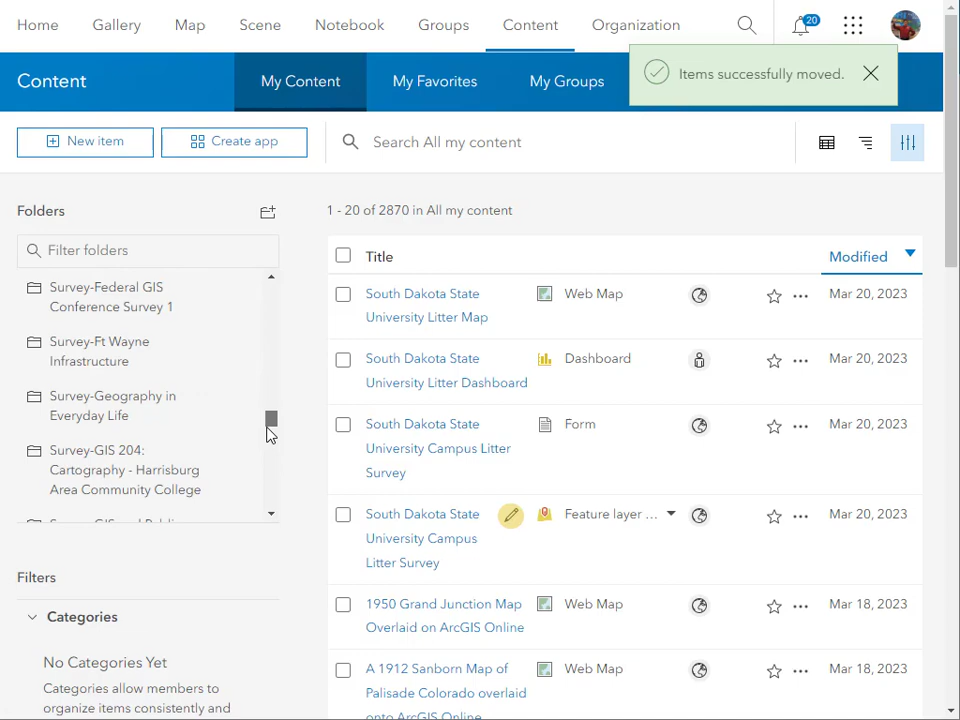 Home Gallery Map Scene Notebook Groups Content Organization 20
Content My Content My Favorites My Groups Items successfully moved.
New item Create app Search All my content
Folders 1 - 20 of 2870 in All my content
Filter folders
Title Modified
Survey-Federal GIS
Conference Survey 1
Survey-Ft Wayne
Infrastructure
Survey-Geography in
Everyday Life
Survey-GIS 204:
Cartography - Harrisburg
Area Community College
South Dakota State Web Map Mar 20, 2023
University Litter Map
South Dakota State Dashboard Mar 20, 2023
University Litter Dashboard
South Dakota State Form Mar 20, 2023
University Campus Litter
Survey
South Dakota State Feature layer ... Mar 20, 2023
University Campus
Litter Survey
1950 Grand Junction Map Web Map Mar 18, 2023
Overlaid on ArcGIS Online
A 1912 Sanborn Map of Web Map Mar 18, 2023
Palisade Colorado overlaid
onto ArcGIS Online
Filters
Categories
No Categories Yet
Categories allow members to
organize items consistently and